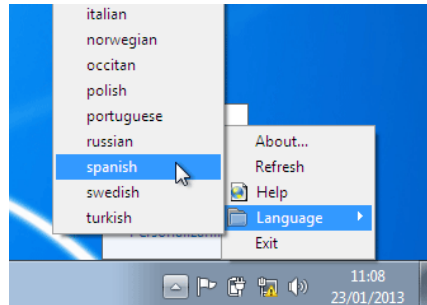 italian
norwegian
occitan
polish
portuguese
russian
spanish
swedish
turkish
About...
Refresh
Help
Language
Exit
11:08
23/01/2013